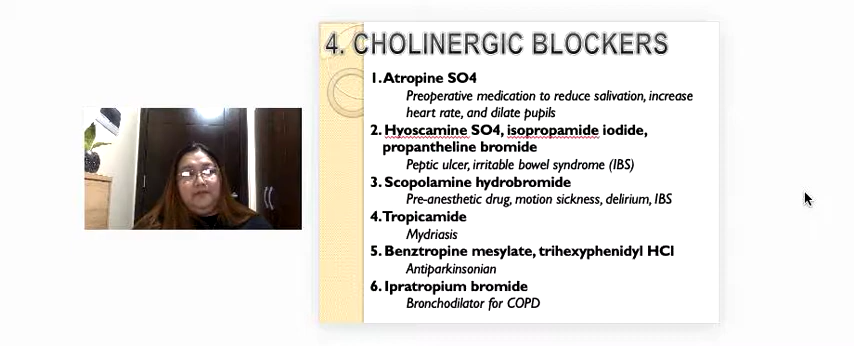 4. CHOLINERGIC BLOCKERS
1. Atropine SO4
Preoperative medication to reduce salivation, increase
heart rate, and dilate pupils
2. Hyoscamine SO4, isopropamide iodide,
propantheline bromide
Peptic ulcer, irritable bowel syndrome (IBS)
3. Scopolamine hydrobromide
Pre-anesthetic drug, motion sickness, delirium, IBS
4. Tropicamide
Mydriasis
5. Benztropine mesylate, trihexyphenidyl HCl
Antiparkinsonian
6. Ipratropium bromide
Bronchodilator for COPD